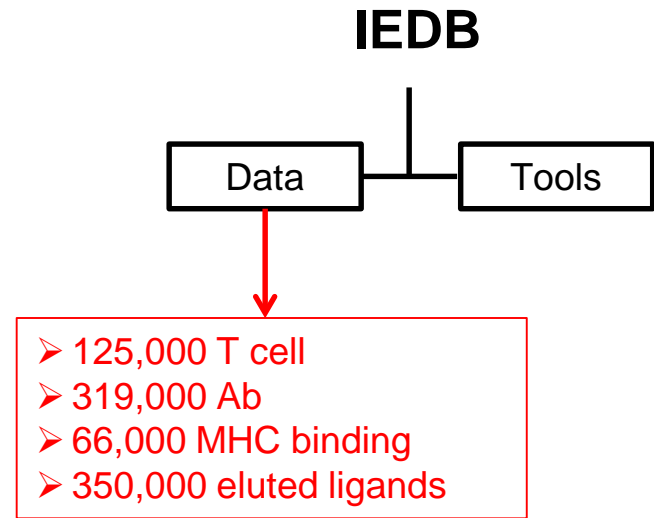 IEDB
Data
Tools
➢ 125,000 T cell
➢ 319,000 Ab
➢ 66,000 MHC binding
➢ 350,000 eluted ligands